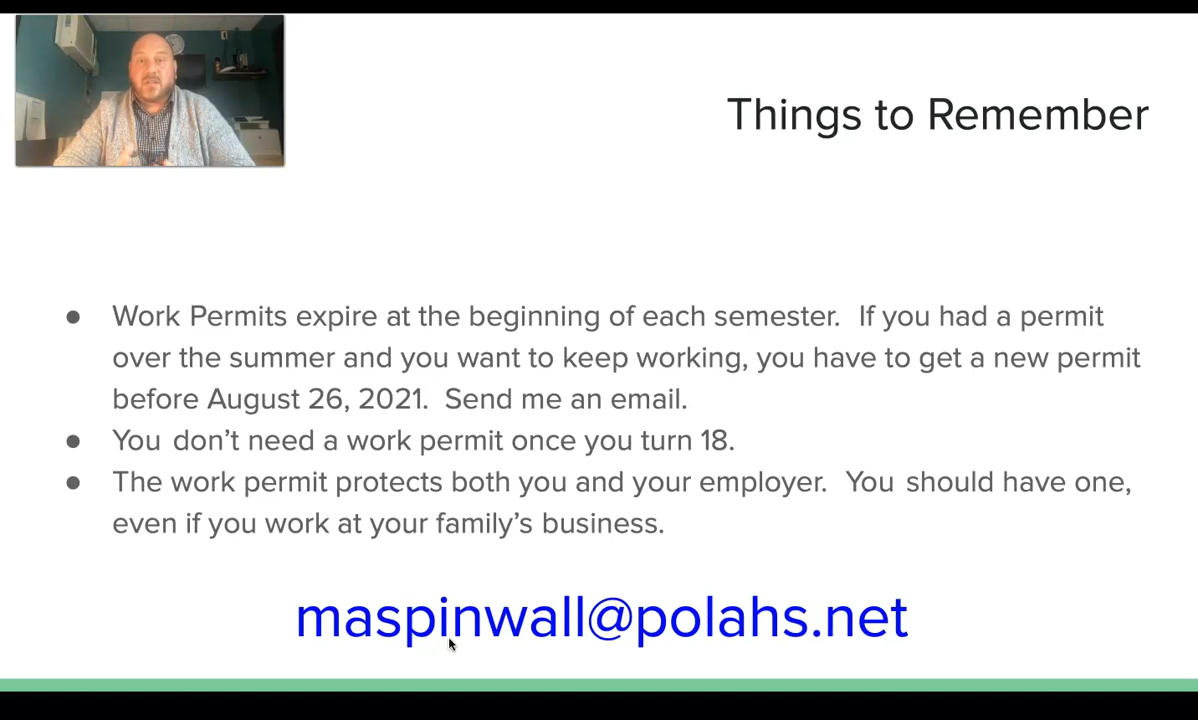 Things to Remember
● Work Permits expire at the beginning of each semester. If you had a permit
over the summer and you want to keep working, you have to get a new permit
before August 26, 2021. Send me an email.
● You don't need a work permit once you turn 18.
● The work permit protects both you and your employer. You should have one,
even if you work at your family's business.
maspinwall@polahs.net